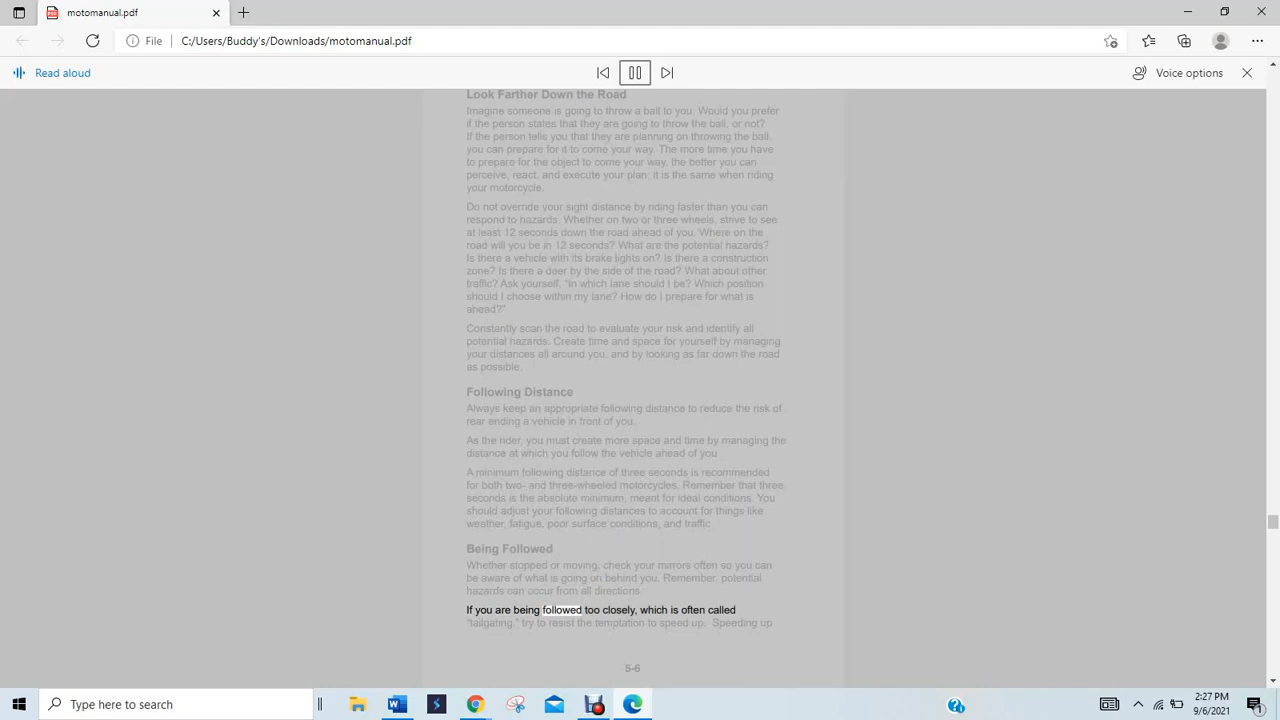 motomanual.pdf
File
C:/Users/Buddy's/Downloads/motomanual.pdf
Read aloud
Voice options
Look Farther Down the Road
Imagine someone is going to throw a ball to you. Would you prefer
if the person states that they are going to throw the ball, or not?
If the person tells you that they are planning on throwing the ball,
you can prepare for it to come your way. The more time you have
to prepare for the object to come your way, the better you can
perceive, react, and execute your plan; it is the same when riding
your motorcycle.
Do not override your sight distance by riding faster than you can
respond to hazards. Whether on two or three wheels, strive to see
at least 12 seconds down the road ahead of you. Where on the
road will you be in 12 seconds? What are the potential hazards?
Is there a vehicle with its brake lights on? Is there a construction
zone? Is there a deer by the side of the road? What about other
traffic? Ask yourself, "In which lane should I be? Which position
should I choose within my lane? How do I prepare for what is
ahead?"
Constantly scan the road to evaluate your risk and identify all
potential hazards. Create time and space for yourself by managing
your distances all around you, and by looking as far down the road
as possible.
Following Distance
Always keep an appropriate following distance to reduce the risk of
rear ending a vehicle in front of you.
As the rider, you must create more space and time by managing the
distance at which you follow the vehicle ahead of you
A minimum following distance of three seconds is recommended
for both two- and three-wheeled motorcycles. Remember that three
seconds is the absolute minimum, meant for ideal conditions. You
should adjust your following distances to account for things like
weather, fatigue, poor surface conditions, and traffic
Being Followed
Whether stopped or moving, check your mirrors often so you can
be aware of what is going on behind you. Remember, potential
hazards can occur from all directions
If you are being followed too closely, which is often called
"tailgating," try to resist the temptation to speed up. Speeding up
5-6
Type here to search
2:27 PM
9/6/2021